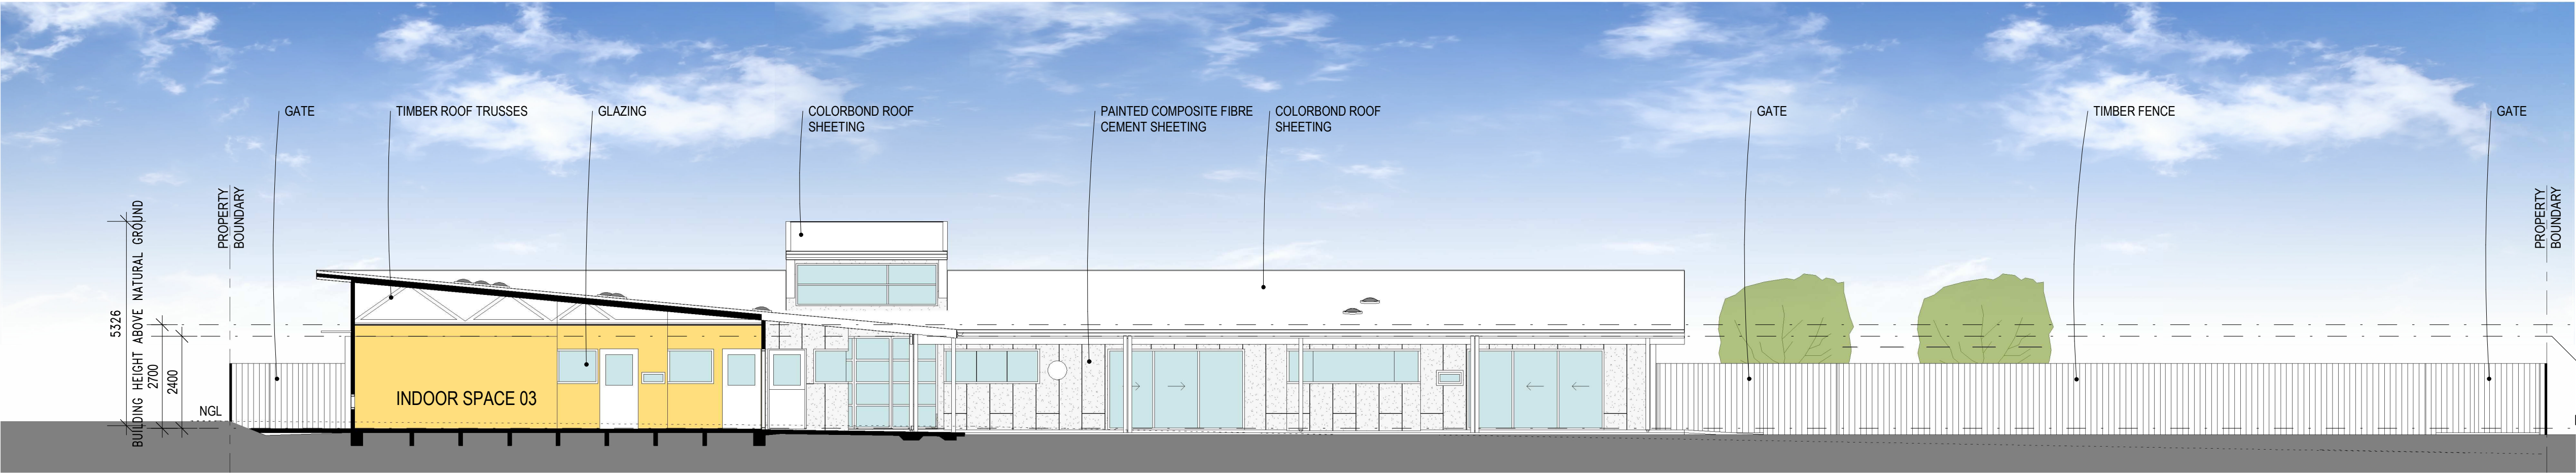 GATE
TIMBER ROOF TRUSSES
GLAZING
COLORBOND ROOF
SHEETING
PAINTED COMPOSITE FIBRE
CEMENT SHEETING
COLORBOND ROOF
SHEETING
GATE
TIMBER FENCE
GATE
PROPERTY
BOUNDARY
PROPERTY
BOUNDARY
5326
BUILDING HEIGHT ABOVE NATURAL GROUND
2700
2400
NGL
INDOOR SPACE 03